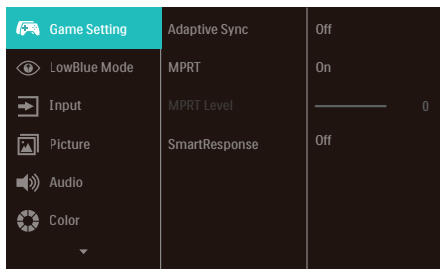 Game Setting
Adaptive Sync
Off
LowBlue Mode
MPRT
On
Input
MPRT Level
0
Picture
SmartResponse
Off
Audio
Color